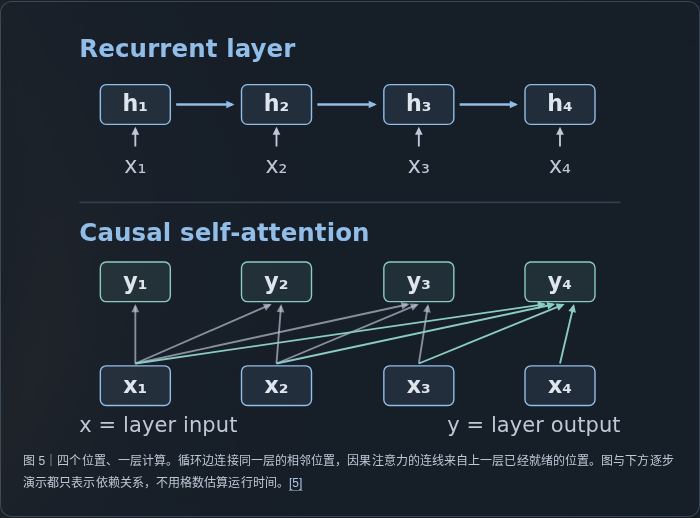 Recurrent layer
h₁ h₂ h₃ h₄
x₁ x₂ x₃ x₄
Causal self-attention
y₁ y₂ y₃ y₄
x₁ x₂ x₃ x₄
x = layer input y = layer output
图 5｜四个位置、一层计算。循环边连接同一层的相邻位置，因果注意力的连线来自上一层已经就绪的位置。图与下方逐步
演示都只表示依赖关系，不用格数估算运行时间。[5]